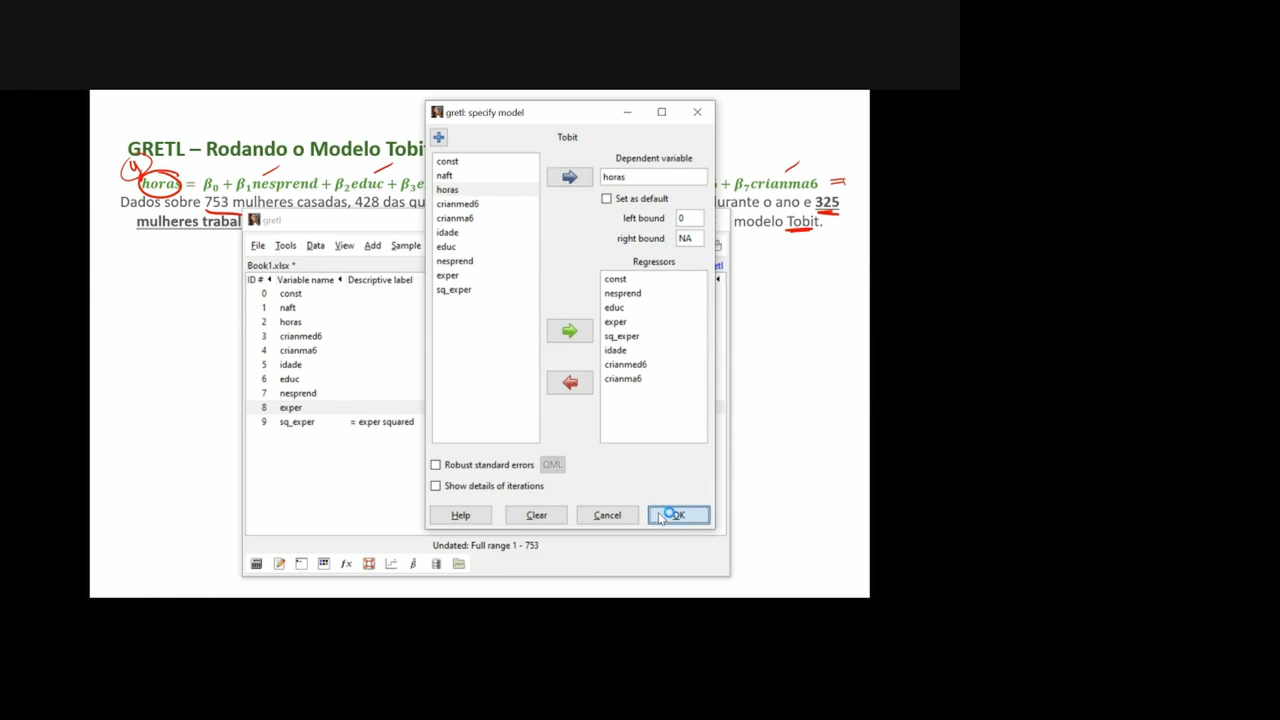 GRETL – Rodando o Modelo Tobi
y
horas = β0 + β1nesprend + β2educ + β3e
+ β7crianma6 =
Dados sobre 753 mulheres casadas, 428 das qu
urante o ano e 325
mulheres trabal
modelo Tobit.
gretl
File Tools Data View Add Sample
Book1.xlsx *
ID # Variable name Descriptive label
0 const
1 naft
2 horas
3 crianmed6
4 crianma6
5 idade
6 educ
7 nesprend
8 exper
9 sq_exper = exper squared
Undated: Full range 1 - 753
gretl: specify model
Tobit
const
naft
horas
crianmed6
crianma6
idade
educ
nesprend
exper
sq_exper
Dependent variable
horas
Set as default
left bound 0
right bound NA
Regressors
const
nesprend
educ
exper
sq_exper
idade
crianmed6
crianma6
Robust standard errors QML
Show details of iterations
Help Clear Cancel OK